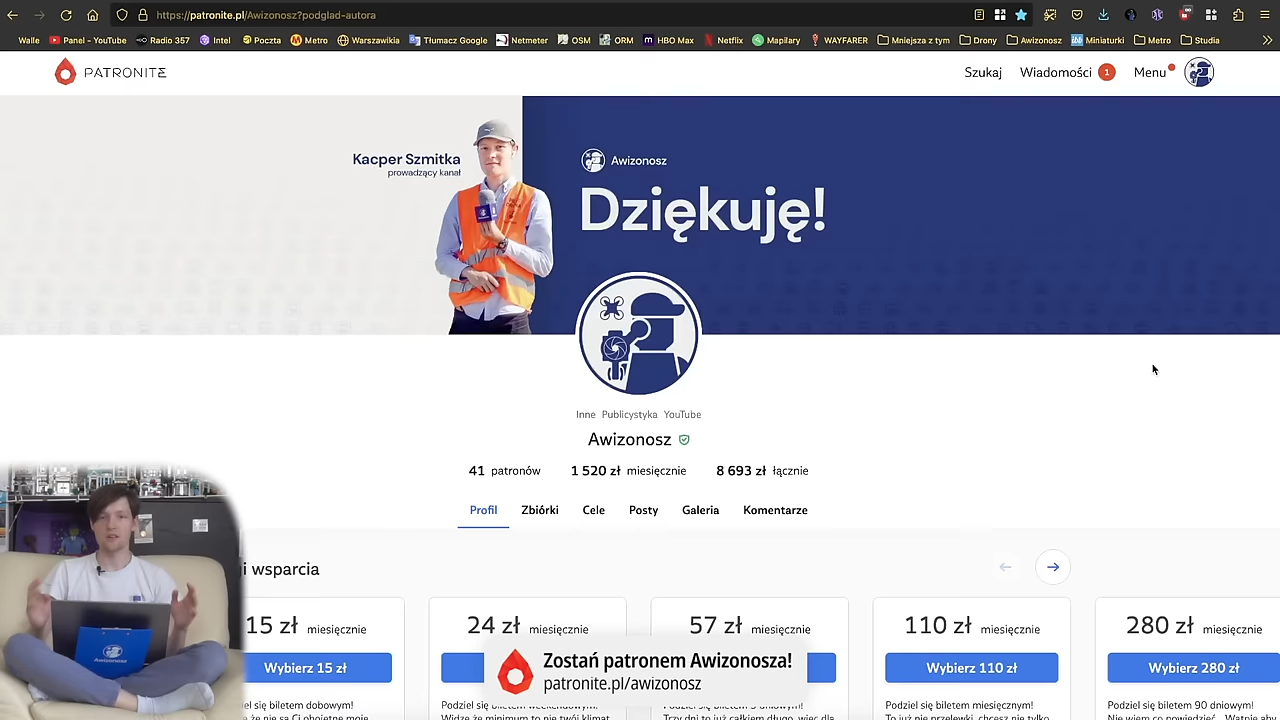 https://patronite.pl/Awizonosz?podglad-autora
Walle Panel - YouTube Radio 357 Intel Poczta Metro Warszawikia Tłumacz Google Netmeter OSM ORM HBO Max Netflix Mapilary WAYFARER Mniejsza z tym Drony Awizonosz Miniaturki Metro Studia
PATRONITE Szukaj Wiadomości 1 Menu
Kacper Szmitka
prowadzący kanał
Awizonosz
Dziękuję!
Inne Publicystyka YouTube
Awizonosz
41 patronów 1 520 zł miesięcznie 8 693 zł łącznie
Profil Zbiórki Cele Posty Galeria Komentarze
gi wsparcia
15 zł miesięcznie 24 zł miesięcznie 57 zł miesięcznie 110 zł miesięcznie 280 zł miesięcznie
Wybierz 15 zł Wybierz 110 zł Wybierz 280 zł
Zostań patronem Awizonosza!
patronite.pl/awizonosz
Podziel się biletem miesięcznym! Podziel się biletem 90 dniowym!